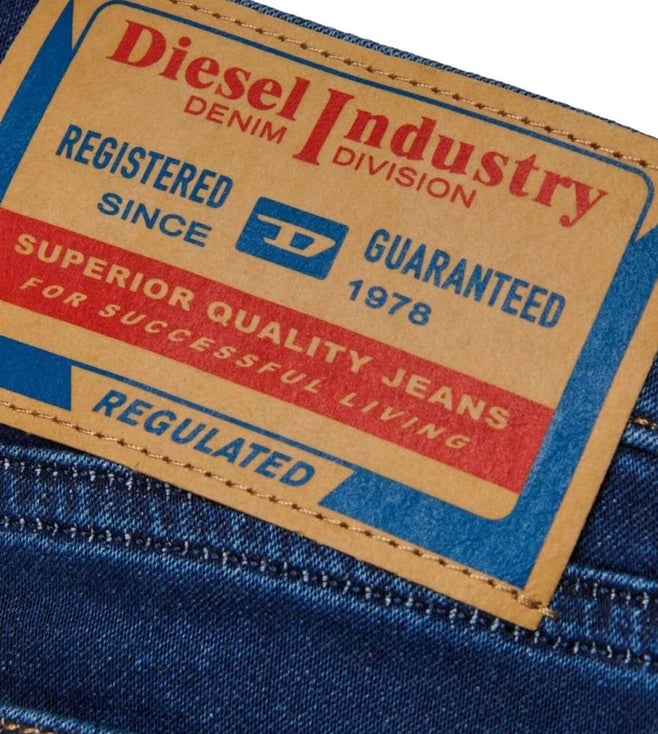 Diesel Industry
DENIM DIVISION
REGISTERED GUARANTEED
SINCE D 1978
SUPERIOR QUALITY JEANS
FOR SUCCESSFUL LIVING
REGULATED